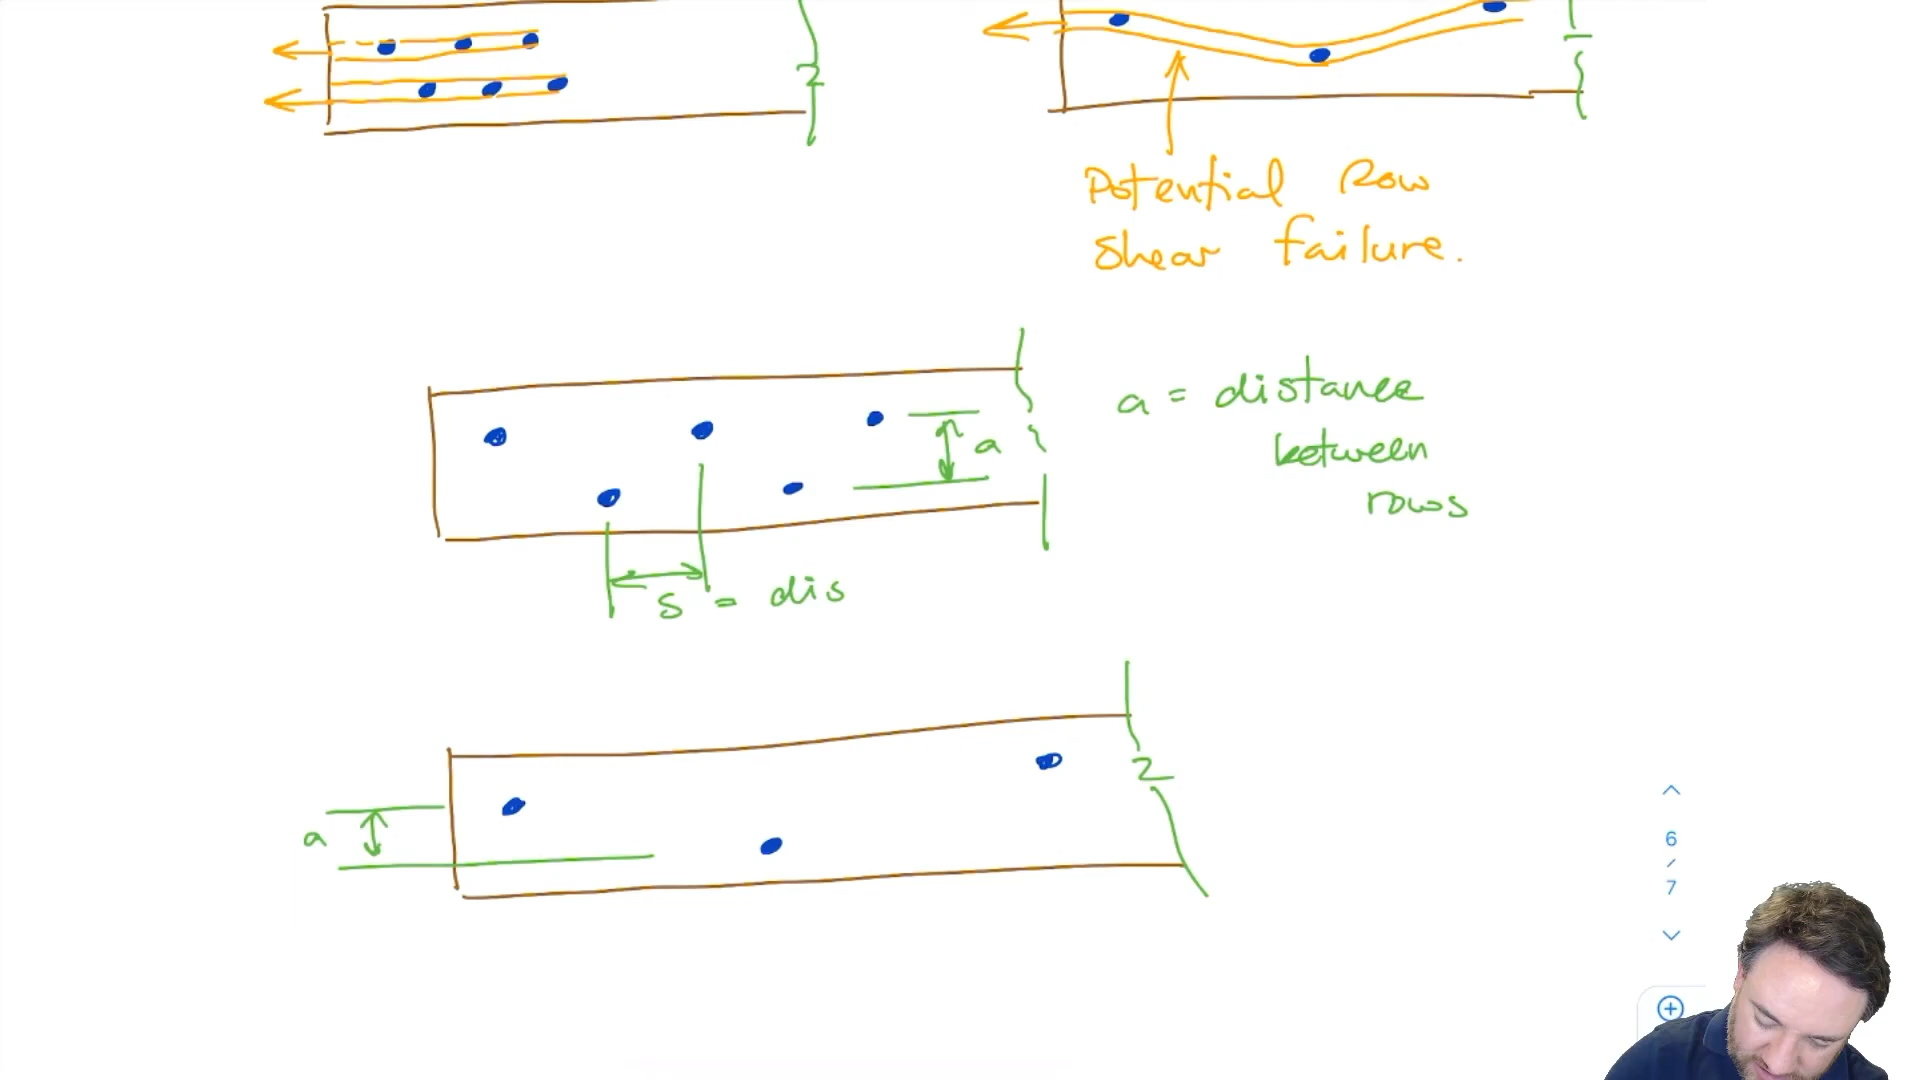 Potential Row
Shear failure.
a
a = distance
between
rows
S = dis
a
6
/
7